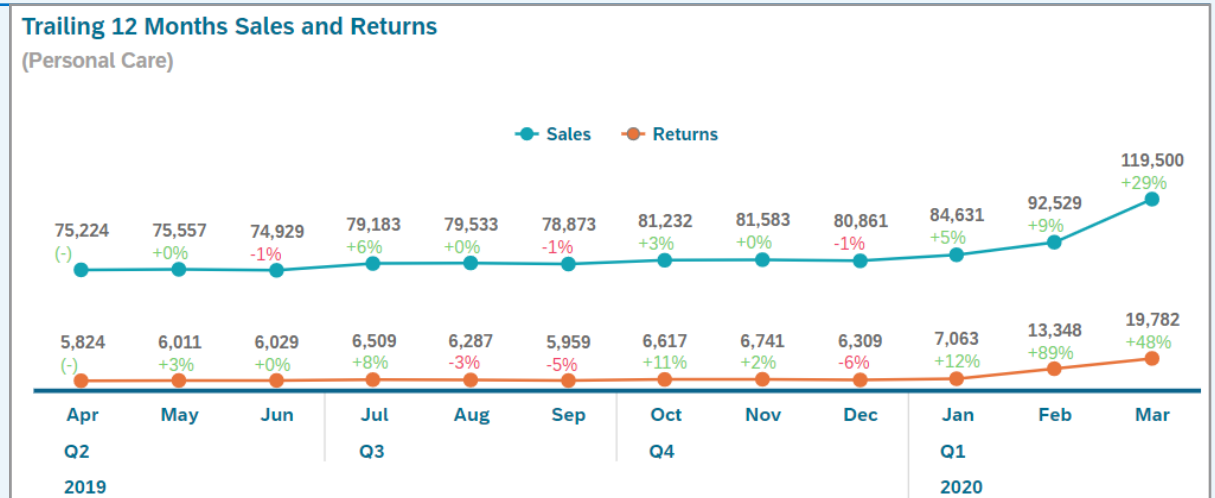 Trailing 12 Months Sales and Returns
(Personal Care)
Sales Returns
75,224 75,557 74,929 79,183 79,533 78,873 81,232 81,583 80,861 84,631 92,529 119,500
(-) +0% -1% +6% +0% -1% +3% +0% -1% +5% +9% +29%
5,824 6,011 6,029 6,509 6,287 5,959 6,617 6,741 6,309 7,063 13,348 19,782
(-) +3% +0% +8% -3% -5% +11% +2% -6% +12% +89% +48%
Apr May Jun Jul Aug Sep Oct Nov Dec Jan Feb Mar
Q2 Q3 Q4 Q1
2019 2020